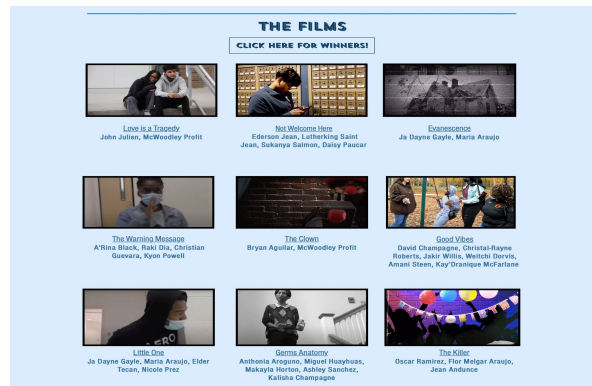 THE FILMS
CLICK HERE FOR WINNERS!
Love is a Tragedy
John Julien, McWoodley Profit
Not Welcome Here
Ederson Jean, Lutherking Saint
Jean, Sukanya Salmon, Daisy Paucar
Evanescence
Ja Dayne Gayle, Maria Araujo
The Warning Message
A'Rina Black, Raki Dia, Christian
Guevara, Kyon Powell
The Clown
Bryan Aguilar, McWoodley Profit
Good Vibes
David Champagne, Christal-Rayne
Roberts, Jakir Willis, Weitchi Dorvis,
Amani Steen, Kay'Dranique McFarlane
Little One
Ja Dayne Gayle, Maria Araujo, Elder
Tecan, Nicole Prez
Germs Anatomy
Anthonia Aroguno, Miguel Huayhuas,
Makayla Horton, Ashley Sanchez,
Kalisha Champagne
The Killer
Oscar Ramirez, Flor Melgar Araujo,
Jean Andunce